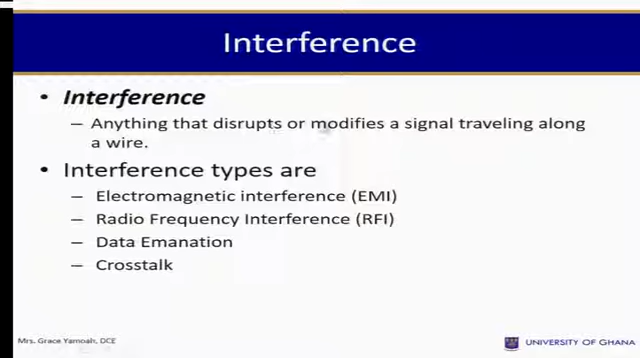 Interference
• Interference
– Anything that disrupts or modifies a signal traveling along
a wire.
• Interference types are
– Electromagnetic interference (EMI)
– Radio Frequency Interference (RFI)
– Data Emanation
– Crosstalk
Mrs. Grace Yamoah, DCE
UNIVERSITY OF GHANA